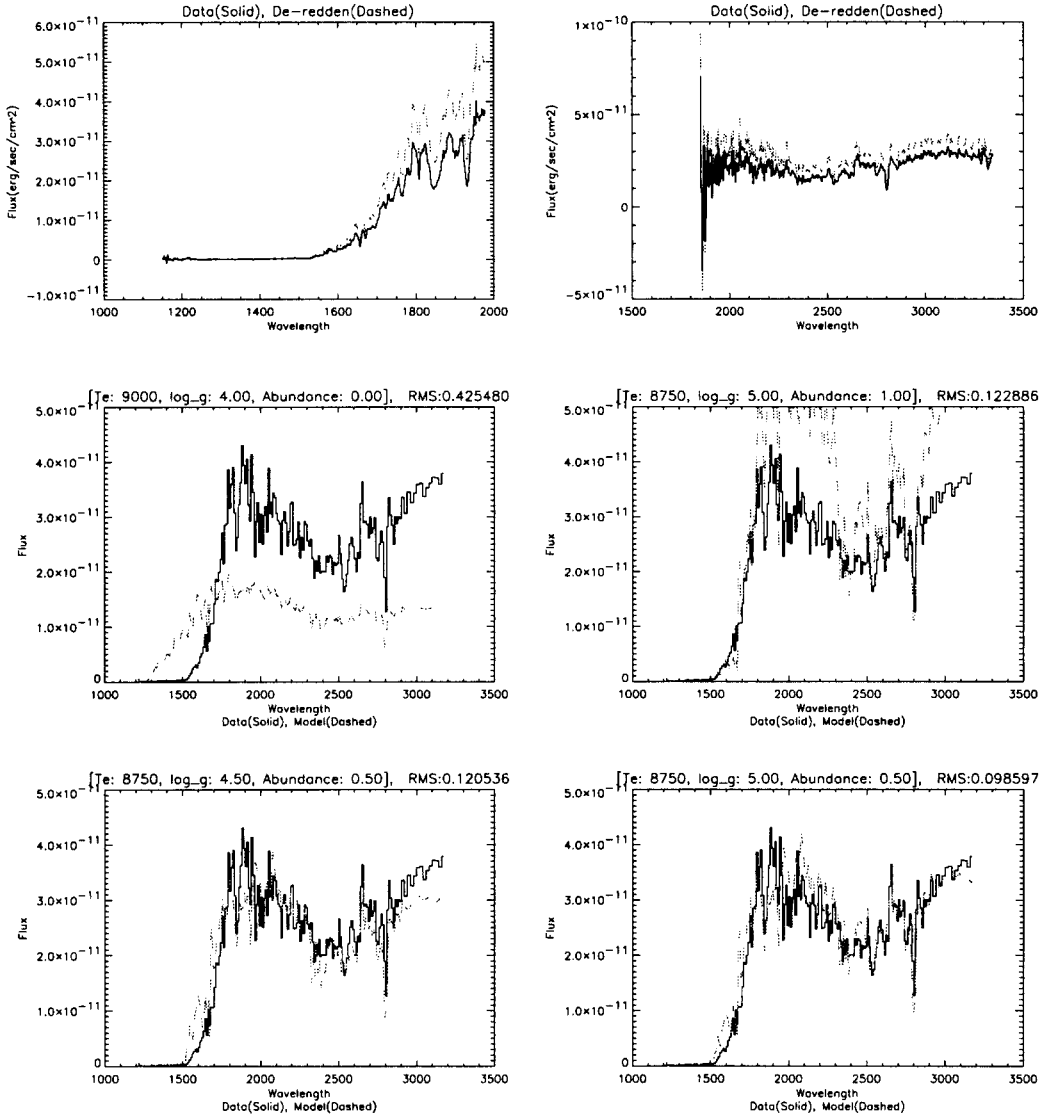 Data(Solid), De-redden(Dashed)
6.0×10−11
5.0×10−11
4.0×10−11
3.0×10−11
2.0×10−11
1.0×10−11
0
−1.0×10−11
Flux(erg/sec/cm^2)
1000 1200 1400 1600 1800 2000
Wavelength
Data(Solid), De-redden(Dashed)
1×10−10
5×10−11
0
−5×10−11
Flux(erg/sec/cm^2)
1500 2000 2500 3000 3500
Wavelength
[Te: 9000, log_g: 4.00, Abundance: 0.00], RMS:0.425480
5.0×10−11
4.0×10−11
3.0×10−11
2.0×10−11
1.0×10−11
0
Flux
1000 1500 2000 2500 3000 3500
Wavelength
Data(Solid), Model(Dashed)
[Te: 8750, log_g: 5.00, Abundance: 1.00], RMS:0.122886
5.0×10−11
4.0×10−11
3.0×10−11
2.0×10−11
1.0×10−11
0
Flux
1000 1500 2000 2500 3000 3500
Wavelength
Data(Solid), Model(Dashed)
[Te: 8750, log_g: 4.50, Abundance: 0.50], RMS:0.120536
5.0×10−11
4.0×10−11
3.0×10−11
2.0×10−11
1.0×10−11
0
Flux
1000 1500 2000 2500 3000 3500
Wavelength
Data(Solid), Model(Dashed)
[Te: 8750, log_g: 5.00, Abundance: 0.50], RMS:0.098597
5.0×10−11
4.0×10−11
3.0×10−11
2.0×10−11
1.0×10−11
0
Flux
1000 1500 2000 2500 3000 3500
Wavelength
Data(Solid), Model(Dashed)